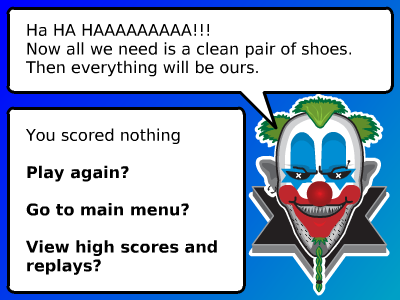 Ha HA HAAAAAAAAA!!!
Now all we need is a clean pair of shoes.
Then everything will be ours.
You scored nothing
Play again?
Go to main menu?
View high scores and
replays?